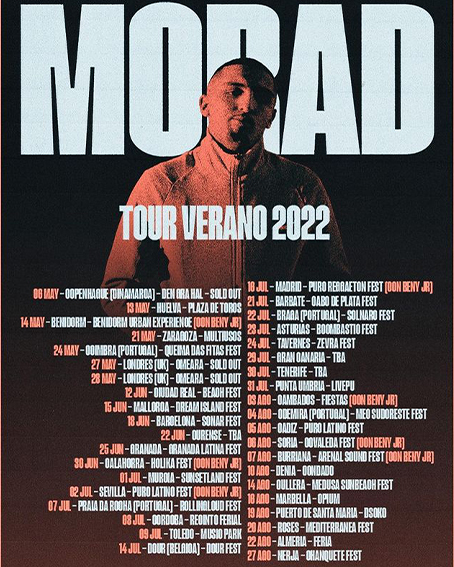 MORAD
TOUR VERANO 2022
06 MAY – COPENHAGUE (DINAMARCA) – DEN GRA HAL – SOLD OUT
13 MAY – HUELVA – PLAZA DE TOROS
14 MAY – BENIDORM – BENIDORM URBAN EXPERIENCE (CON BENY JR)
21 MAY – ZARAGOZA – MULTIUSOS
24 MAY – COIMBRA (PORTUGAL) – QUEIMA DAS FITAS FEST
27 MAY – LONDRES (UK) – OMEARA – SOLD OUT
28 MAY – LONDRES (UK) – OMEARA – SOLD OUT
12 JUN – CIUDAD REAL – BEACH FEST
15 JUN – MALLORCA – DREAM ISLAND FEST
18 JUN – BARCELONA – SONAR FEST
22 JUN – OURENSE – TBA
25 JUN – GRANADA – GRANADA LATINA FEST
30 JUN – CALAHORRA – HOLIKA FEST (CON BENY JR)
01 JUL – MURCIA – SUNSETLAND FEST
02 JUL – SEVILLA – PURO LATINO FEST (CON BENY JR)
07 JUL – PRAIA DA ROCHA (PORTUGAL) – ROLLINGLOUD FEST
08 JUL – CORDOBA – RECINTO FERIAL
09 JUL – TOLEDO – MUSIC PARK
14 JUL – DOUR (BELGICA) – DOUR FEST
16 JUL – MADRID – PURO REGGAETON FEST (CON BENY JR)
21 JUL – BARBATE – CABO DE PLATA FEST
22 JUL – BRAGA (PORTUGAL) – SOLNARO FEST
23 JUL – ASTURIAS – BOOMBASTIC FEST
24 JUL – TAVERNES – ZEVRA FEST
29 JUL – GRAN CANARIA – TBA
30 JUL – TENERIFE – TBA
31 JUL – PUNTA UMBRIA – LIVEPU
03 AGO – CAMBADOS – FIESTAS (CON BENY JR)
04 AGO – ODEMIRA (PORTUGAL) – MEO SUDOESTE FEST
05 AGO – CADIZ – PURO LATINO FEST
06 AGO – SORIA – COVALEDA FEST (CON BENY JR)
07 AGO – BURRIANA – ARENAL SOUND FEST (CON BENY JR)
10 AGO – DENIA – CONDADO
14 AGO – CULLERA – MEDUSA SUNBEACH FEST
18 AGO – MARBELLA – OPIUM
19 AGO – PUERTO DE SANTA MARIA – DSOKO
20 AGO – ROSES – MEDITERRANEA FEST
22 AGO – ALMERIA – FERIA
27 AGO – NERJA – CHANQUETE FEST